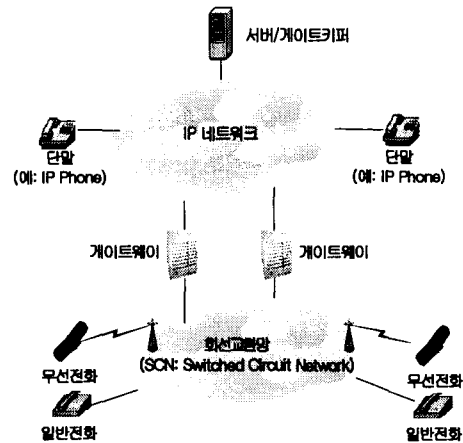 서버/게이트키퍼
IP 네트워크
단말
(예: IP Phone)
단말
(예: IP Phone)
게이트웨이
게이트웨이
회선교환망
(SCN: Switched Circuit Network)
무선전화
무선전화
일반전화
일반전화